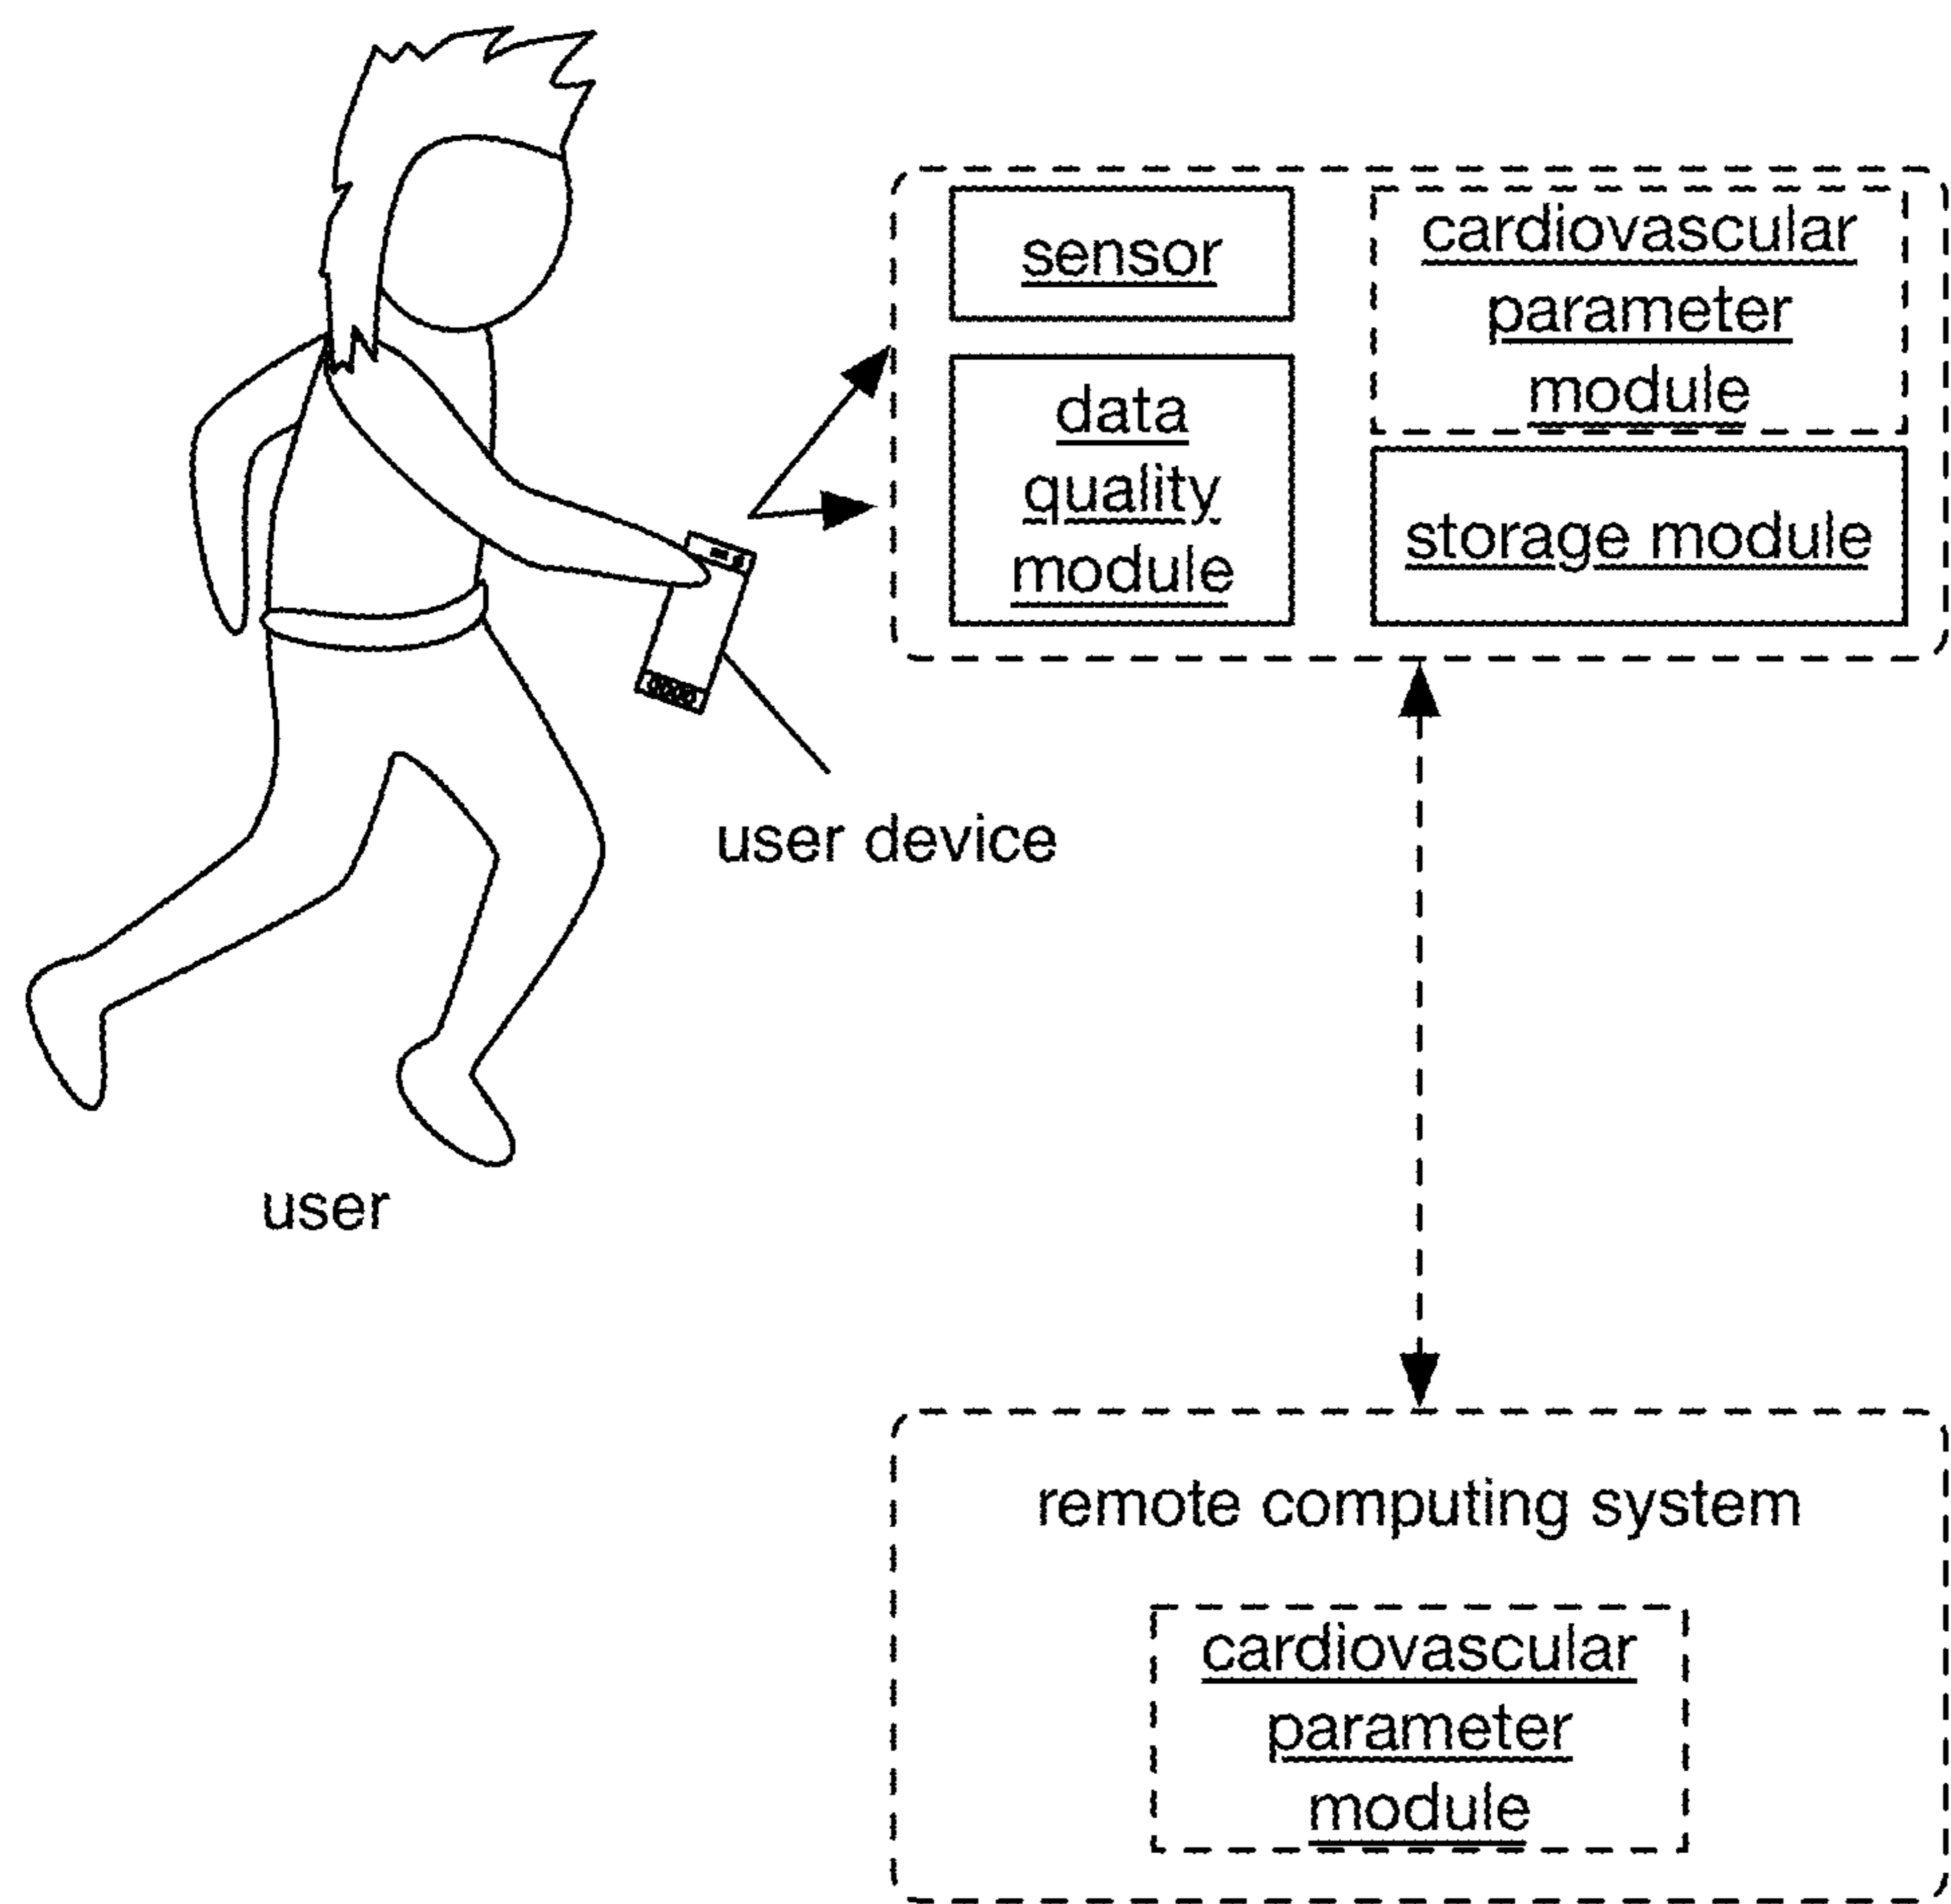 sensor
data
quality
module
cardiovascular
parameter
module
storage module
user device
user
remote computing system
cardiovascular
parameter
module